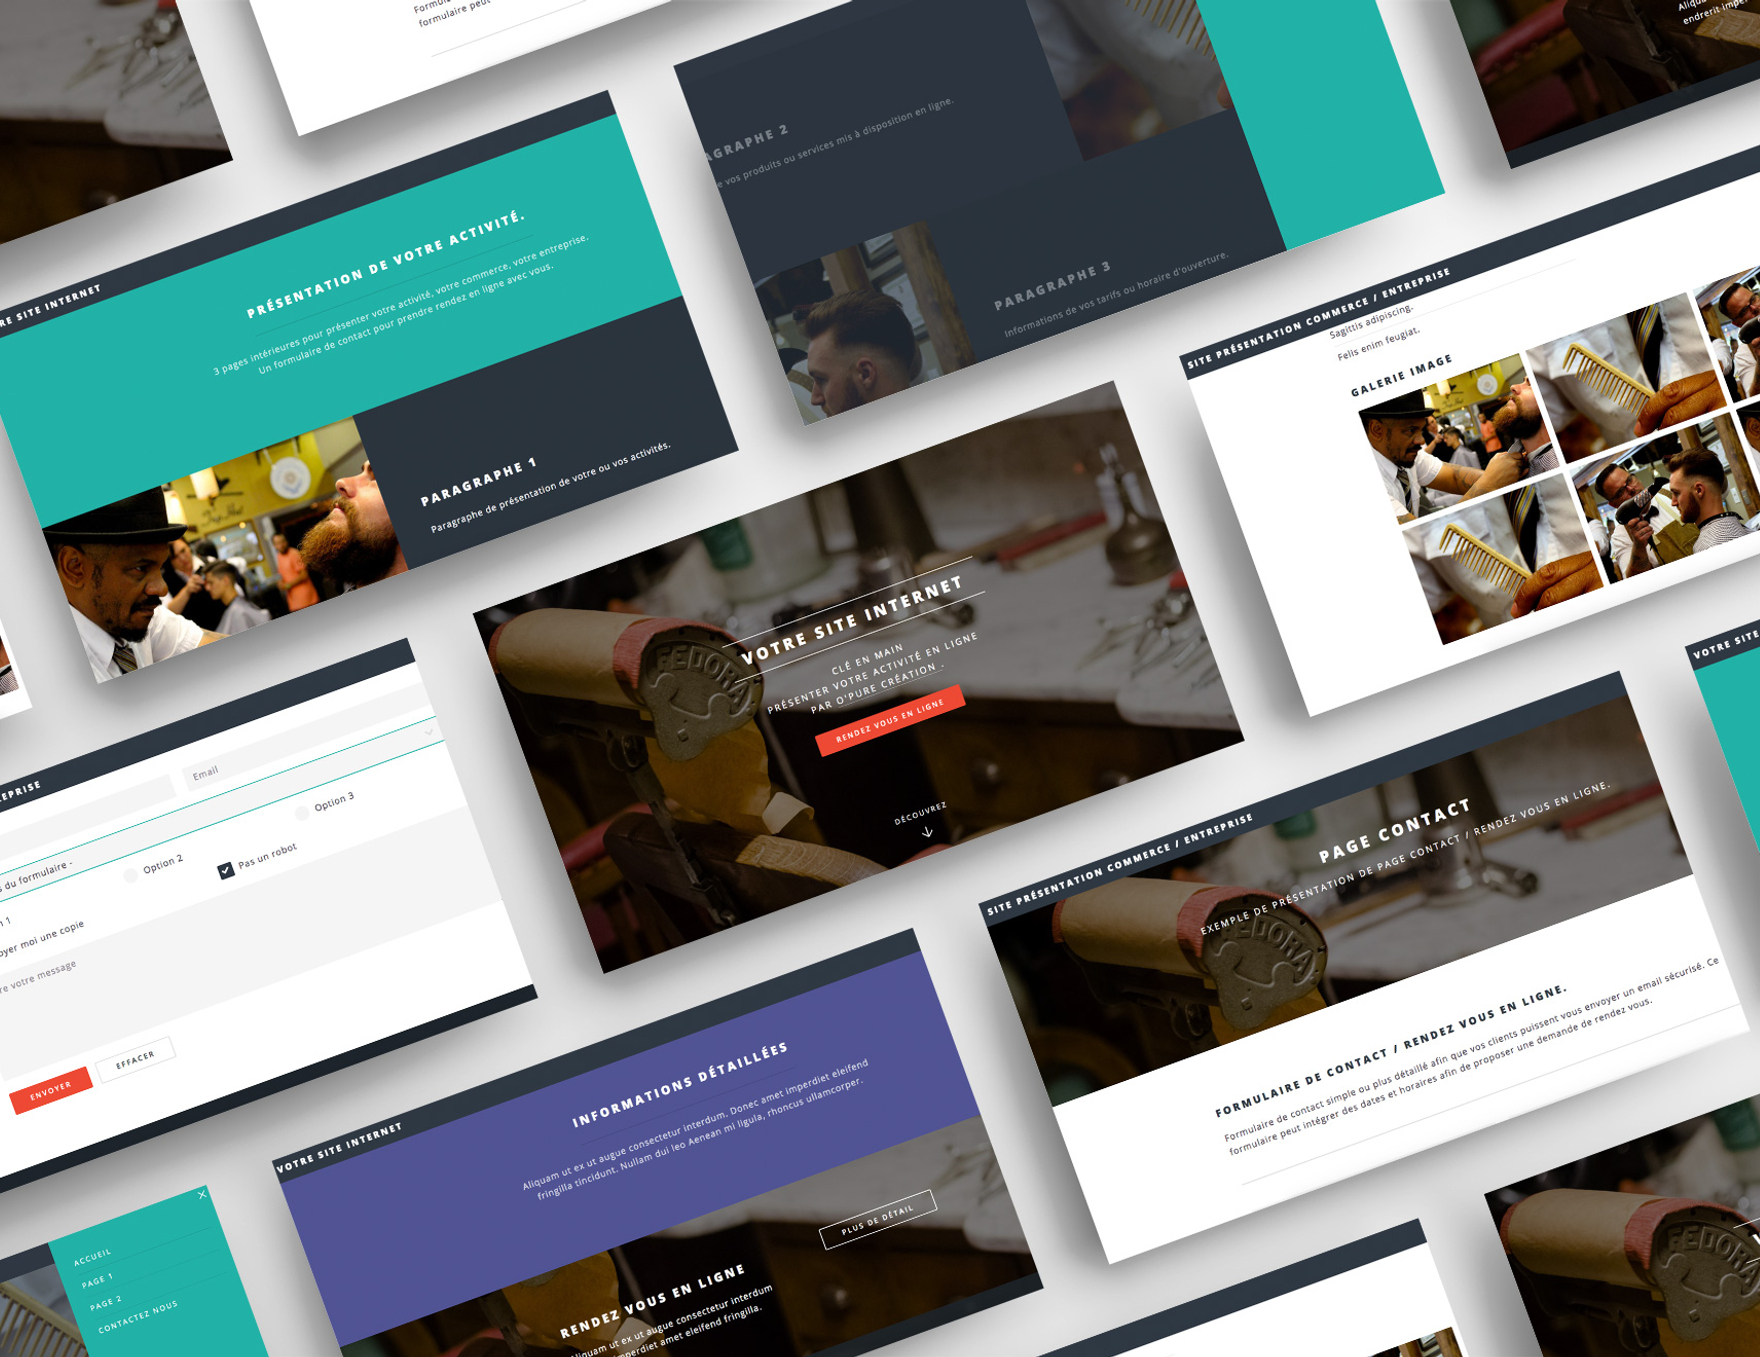 formulaire peut
endrerit impe
AGRAPHE 2
e vos produits ou services mis à disposition en ligne.
PARAGRAPHE 3
Informations de vos tarifs ou horaire d'ouverture.
RE SITE INTERNET
PRÉSENTATION DE VOTRE ACTIVITÉ.
3 pages intérieures pour présenter votre activité, votre commerce, votre entreprise.
Un formulaire de contact pour prendre rendez en ligne avec vous.
PARAGRAPHE 1
Paragraphe de présentation de votre ou vos activités.
SITE PRÉSENTATION COMMERCE / ENTREPRISE
Sagittis adipiscing.
Felis enim feugiat.
GALERIE IMAGE
FEDORA
VOTRE SITE INTERNET
CLÉ EN MAIN
PRÉSENTER VOTRE ACTIVITÉ EN LIGNE
PAR O'PURE CRÉATION .
RENDEZ VOUS EN LIGNE
DÉCOUVREZ
VOTRE SITE
EPRISE
Email
s du formulaire -
Option 2
Option 3
n 1
Pas un robot
oyer moi une copie
re votre message
ENVOYER
EFFACER
SITE PRÉSENTATION COMMERCE / ENTREPRISE
PAGE CONTACT
EXEMPLE DE PRÉSENTATION DE PAGE CONTACT / RENDEZ VOUS EN LIGNE.
FEDORA
FORMULAIRE DE CONTACT / RENDEZ VOUS EN LIGNE.
Formulaire de contact simple ou plus détaillé afin que vos clients puissent vous envoyer un email sécurisé. Ce
formulaire peut intégrer des dates et horaires afin de proposer une demande de rendez vous.
VOTRE SITE INTERNET
INFORMATIONS DÉTAILLÉES
Aliquam ut ex ut augue consectetur interdum. Donec amet imperdiet eleifend
fringilla tincidunt. Nullam dui leo Aenean mi ligula, rhoncus ullamcorper.
PLUS DE DÉTAIL
RENDEZ VOUS EN LIGNE
Aliquam ut ex ut augue consectetur interdum
mperdiet amet eleifend fringilla.
ACCUEIL
PAGE 1
PAGE 2
CONTACTEZ NOUS
FEDORA